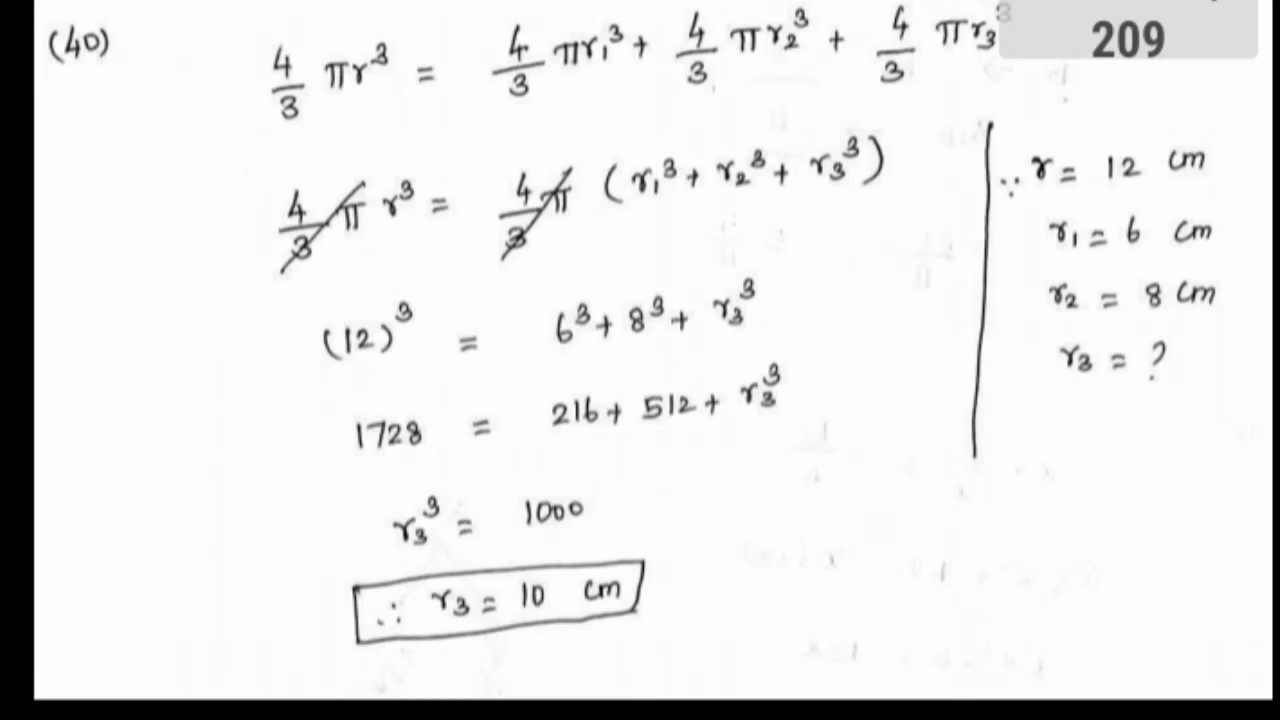 (40) 4/3 πr³ = 4/3 πr₁³ + 4/3 πr₂³ + 4/3 πr₃³
209
4/3 π r³ = 4/3 π (r₁³ + r₂³ + r₃³)
∵ r = 12 cm
r₁ = 6 cm
r₂ = 8 cm
r₃ = ?
(12)³ = 6³ + 8³ + r₃³
1728 = 216 + 512 + r₃³
r₃³ = 1000
∴ r₃ = 10 cm